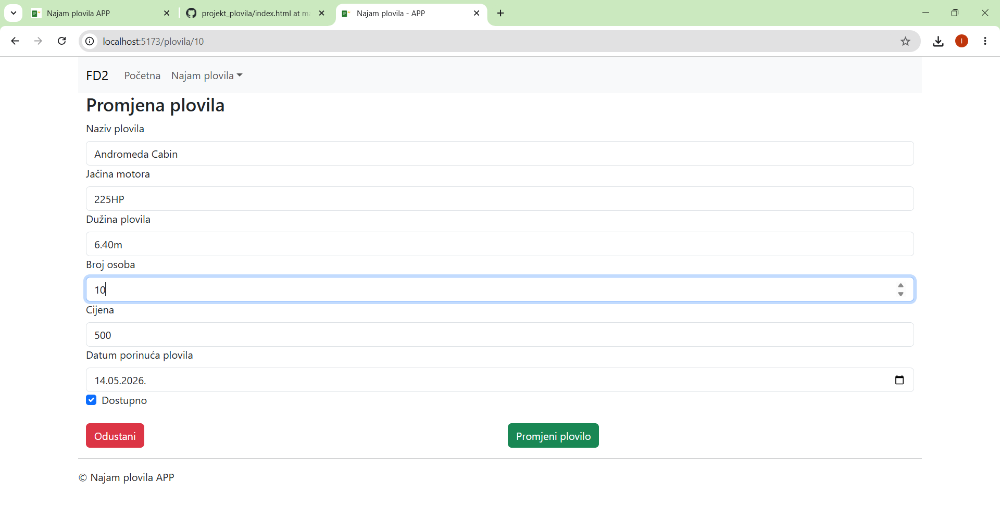 Najam plovila APP
projekt_plovila/index.html at ma
Najam plovila - APP
localhost:5173/plovila/10
I
FD2 Početna Najam plovila
Promjena plovila
Naziv plovila
Andromeda Cabin
Jačina motora
225HP
Dužina plovila
6.40m
Broj osoba
10
Cijena
500
Datum porinuća plovila
14.05.2026.
Dostupno
Odustani Promjeni plovilo
© Najam plovila APP